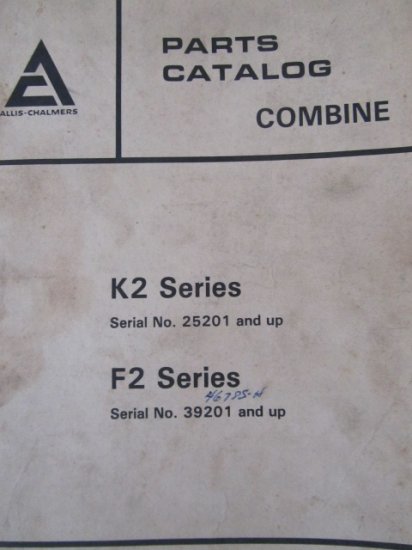 PARTS
CATALOG
ALLIS-CHALMERS
COMBINE
K2 Series
Serial No. 25201 and up
F2 Series
Serial No. 39201 and up